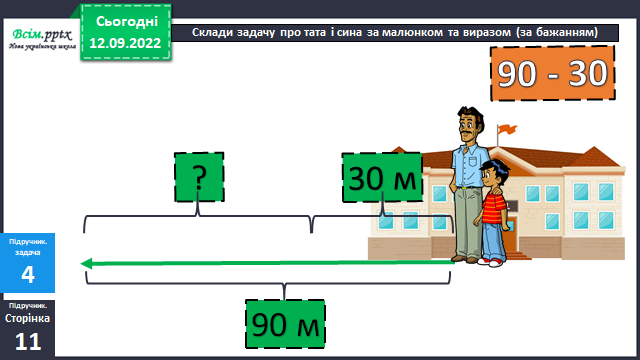 Всім.pptx
Нова українська школа
Сьогодні
12.09.2022
Склади задачу про тата і сина за малюнком та виразом (за бажанням)
90 - 30
?
30 м
90 м
Підручник.
задача
4
Підручник.
Сторінка
11